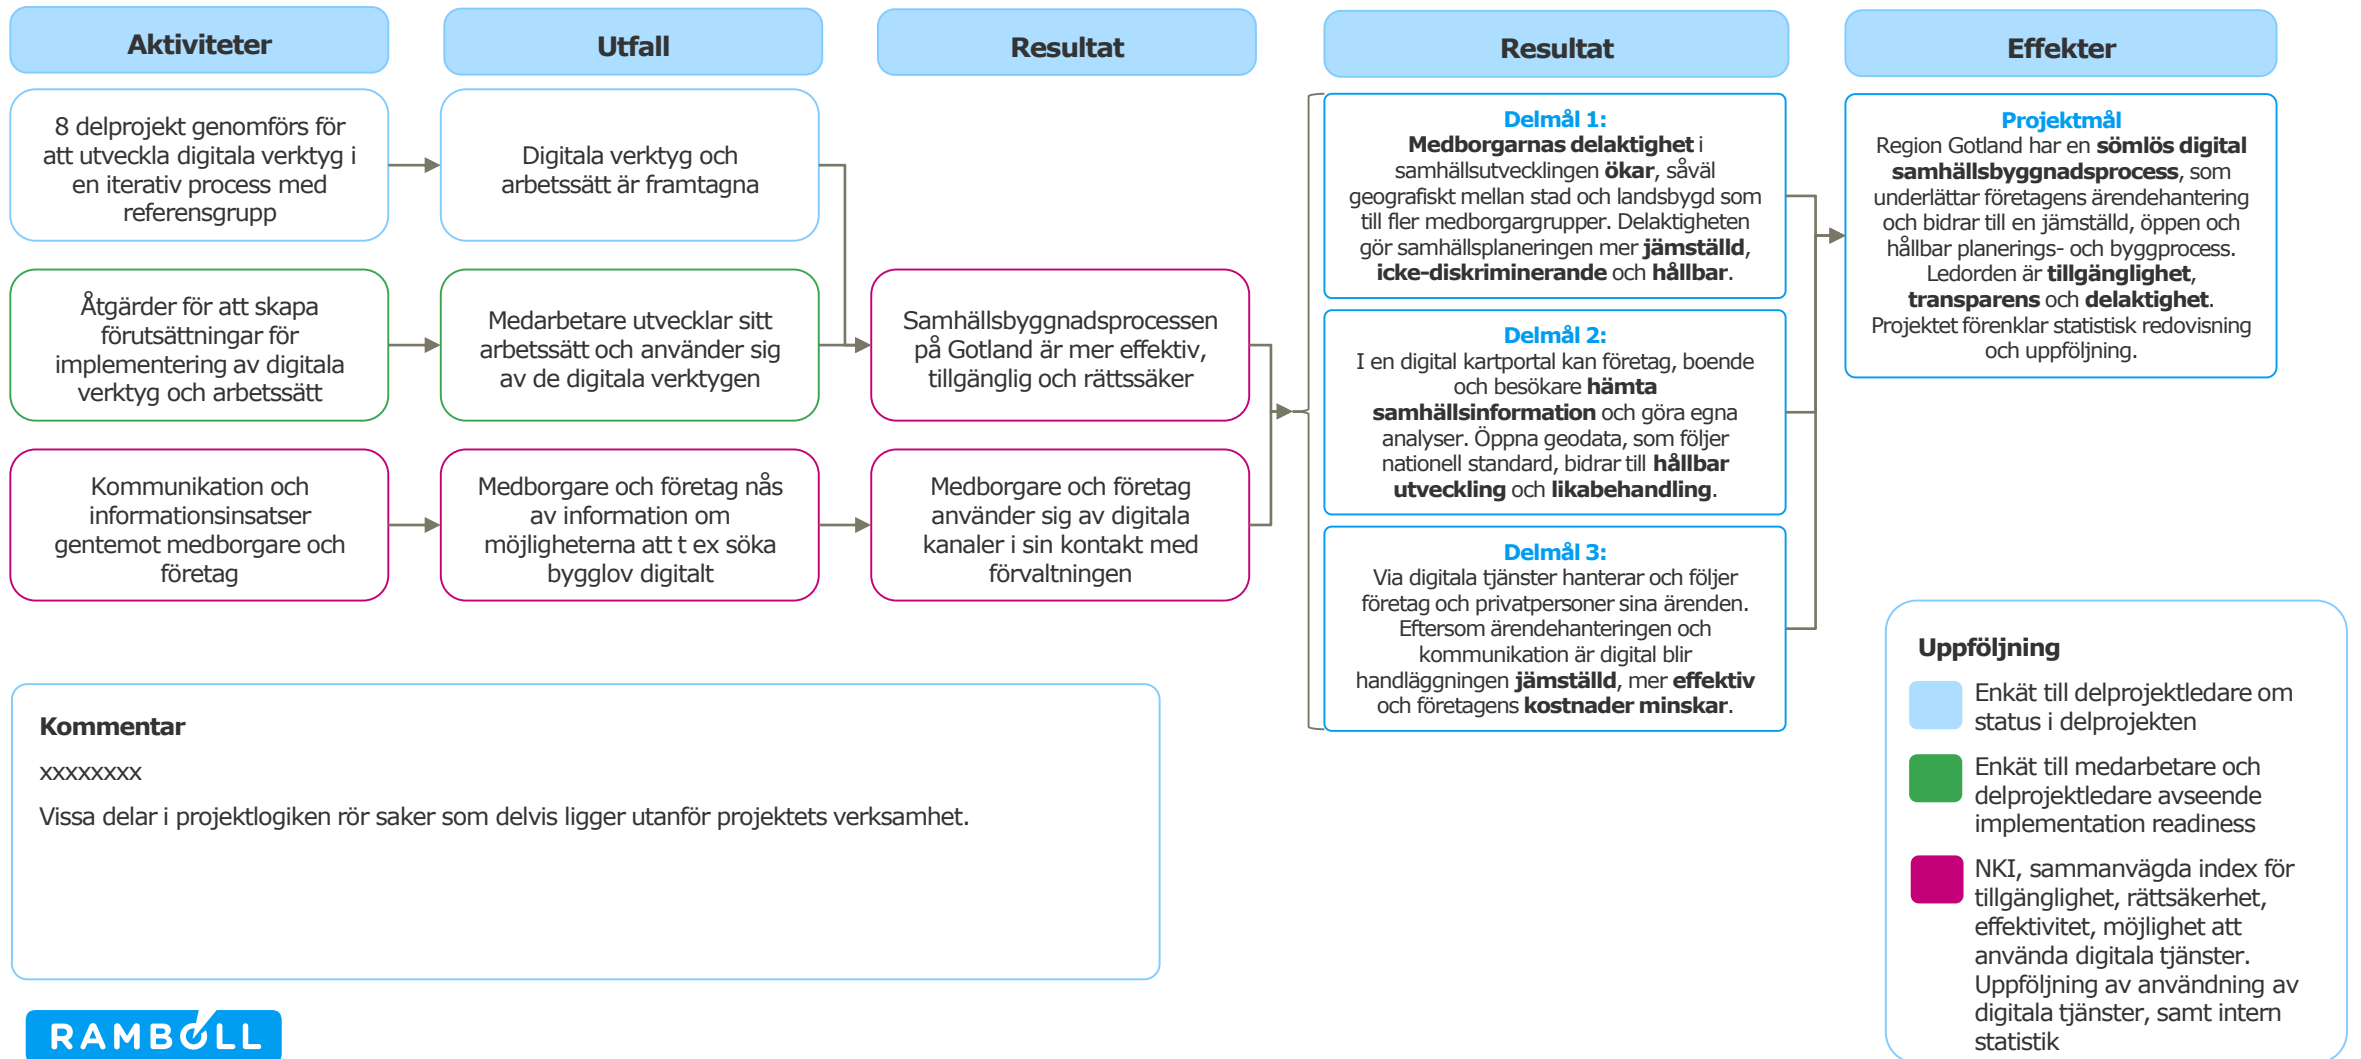 Aktiviteter
Utfall
Resultat
Resultat
Effekter
8 delprojekt genomförs för
att utveckla digitala verktyg i
en iterativ process med
referensgrupp
Digitala verktyg och
arbetssätt är framtagna
Åtgärder för att skapa
förutsättningar för
implementering av digitala
verktyg och arbetssätt
Medarbetare utvecklar sitt
arbetssätt och använder sig
av de digitala verktygen
Samhällsbyggnadsprocessen
på Gotland är mer effektiv,
tillgänglig och rättssäker
Kommunikation och
informationsinsatser
gentemot medborgare och
företag
Medborgare och företag nås
av information om
möjligheterna att t ex söka
bygglov digitalt
Medborgare och företag
använder sig av digitala
kanaler i sin kontakt med
förvaltningen
Delmål 1:
Medborgarnas delaktighet i
samhällsutvecklingen ökar, såväl
geografiskt mellan stad och landsbygd som
till fler medborgargrupper. Delaktigheten
gör samhällsplaneringen mer jämställd,
icke-diskriminerande och hållbar.
Delmål 2:
I en digital kartportal kan företag, boende
och besökare hämta
samhällsinformation och göra egna
analyser. Öppna geodata, som följer
nationell standard, bidrar till hållbar
utveckling och likabehandling.
Delmål 3:
Via digitala tjänster hanterar och följer
företag och privatpersoner sina ärenden.
Eftersom ärendehanteringen och
kommunikation är digital blir
handläggningen jämställd, mer effektiv
och företagens kostnader minskar.
Projektmål
Region Gotland har en sömlös digital
samhällsbyggnadsprocess, som
underlättar företagens ärendehantering
och bidrar till en jämställd, öppen och
hållbar planerings- och byggprocess.
Ledorden är tillgänglighet,
transparens och delaktighet.
Projektet förenklar statistisk redovisning
och uppföljning.
Kommentar
xxxxxxxx
Vissa delar i projektlogiken rör saker som delvis ligger utanför projektets verksamhet.
Uppföljning
Enkät till delprojektledare om
status i delprojekten
Enkät till medarbetare och
delprojektledare avseende
implementation readiness
NKI, sammanvägda index för
tillgänglighet, rättsäkerhet,
effektivitet, möjlighet att
använda digitala tjänster.
Uppföljning av användning av
digitala tjänster, samt intern
statistik
RAMBOLL